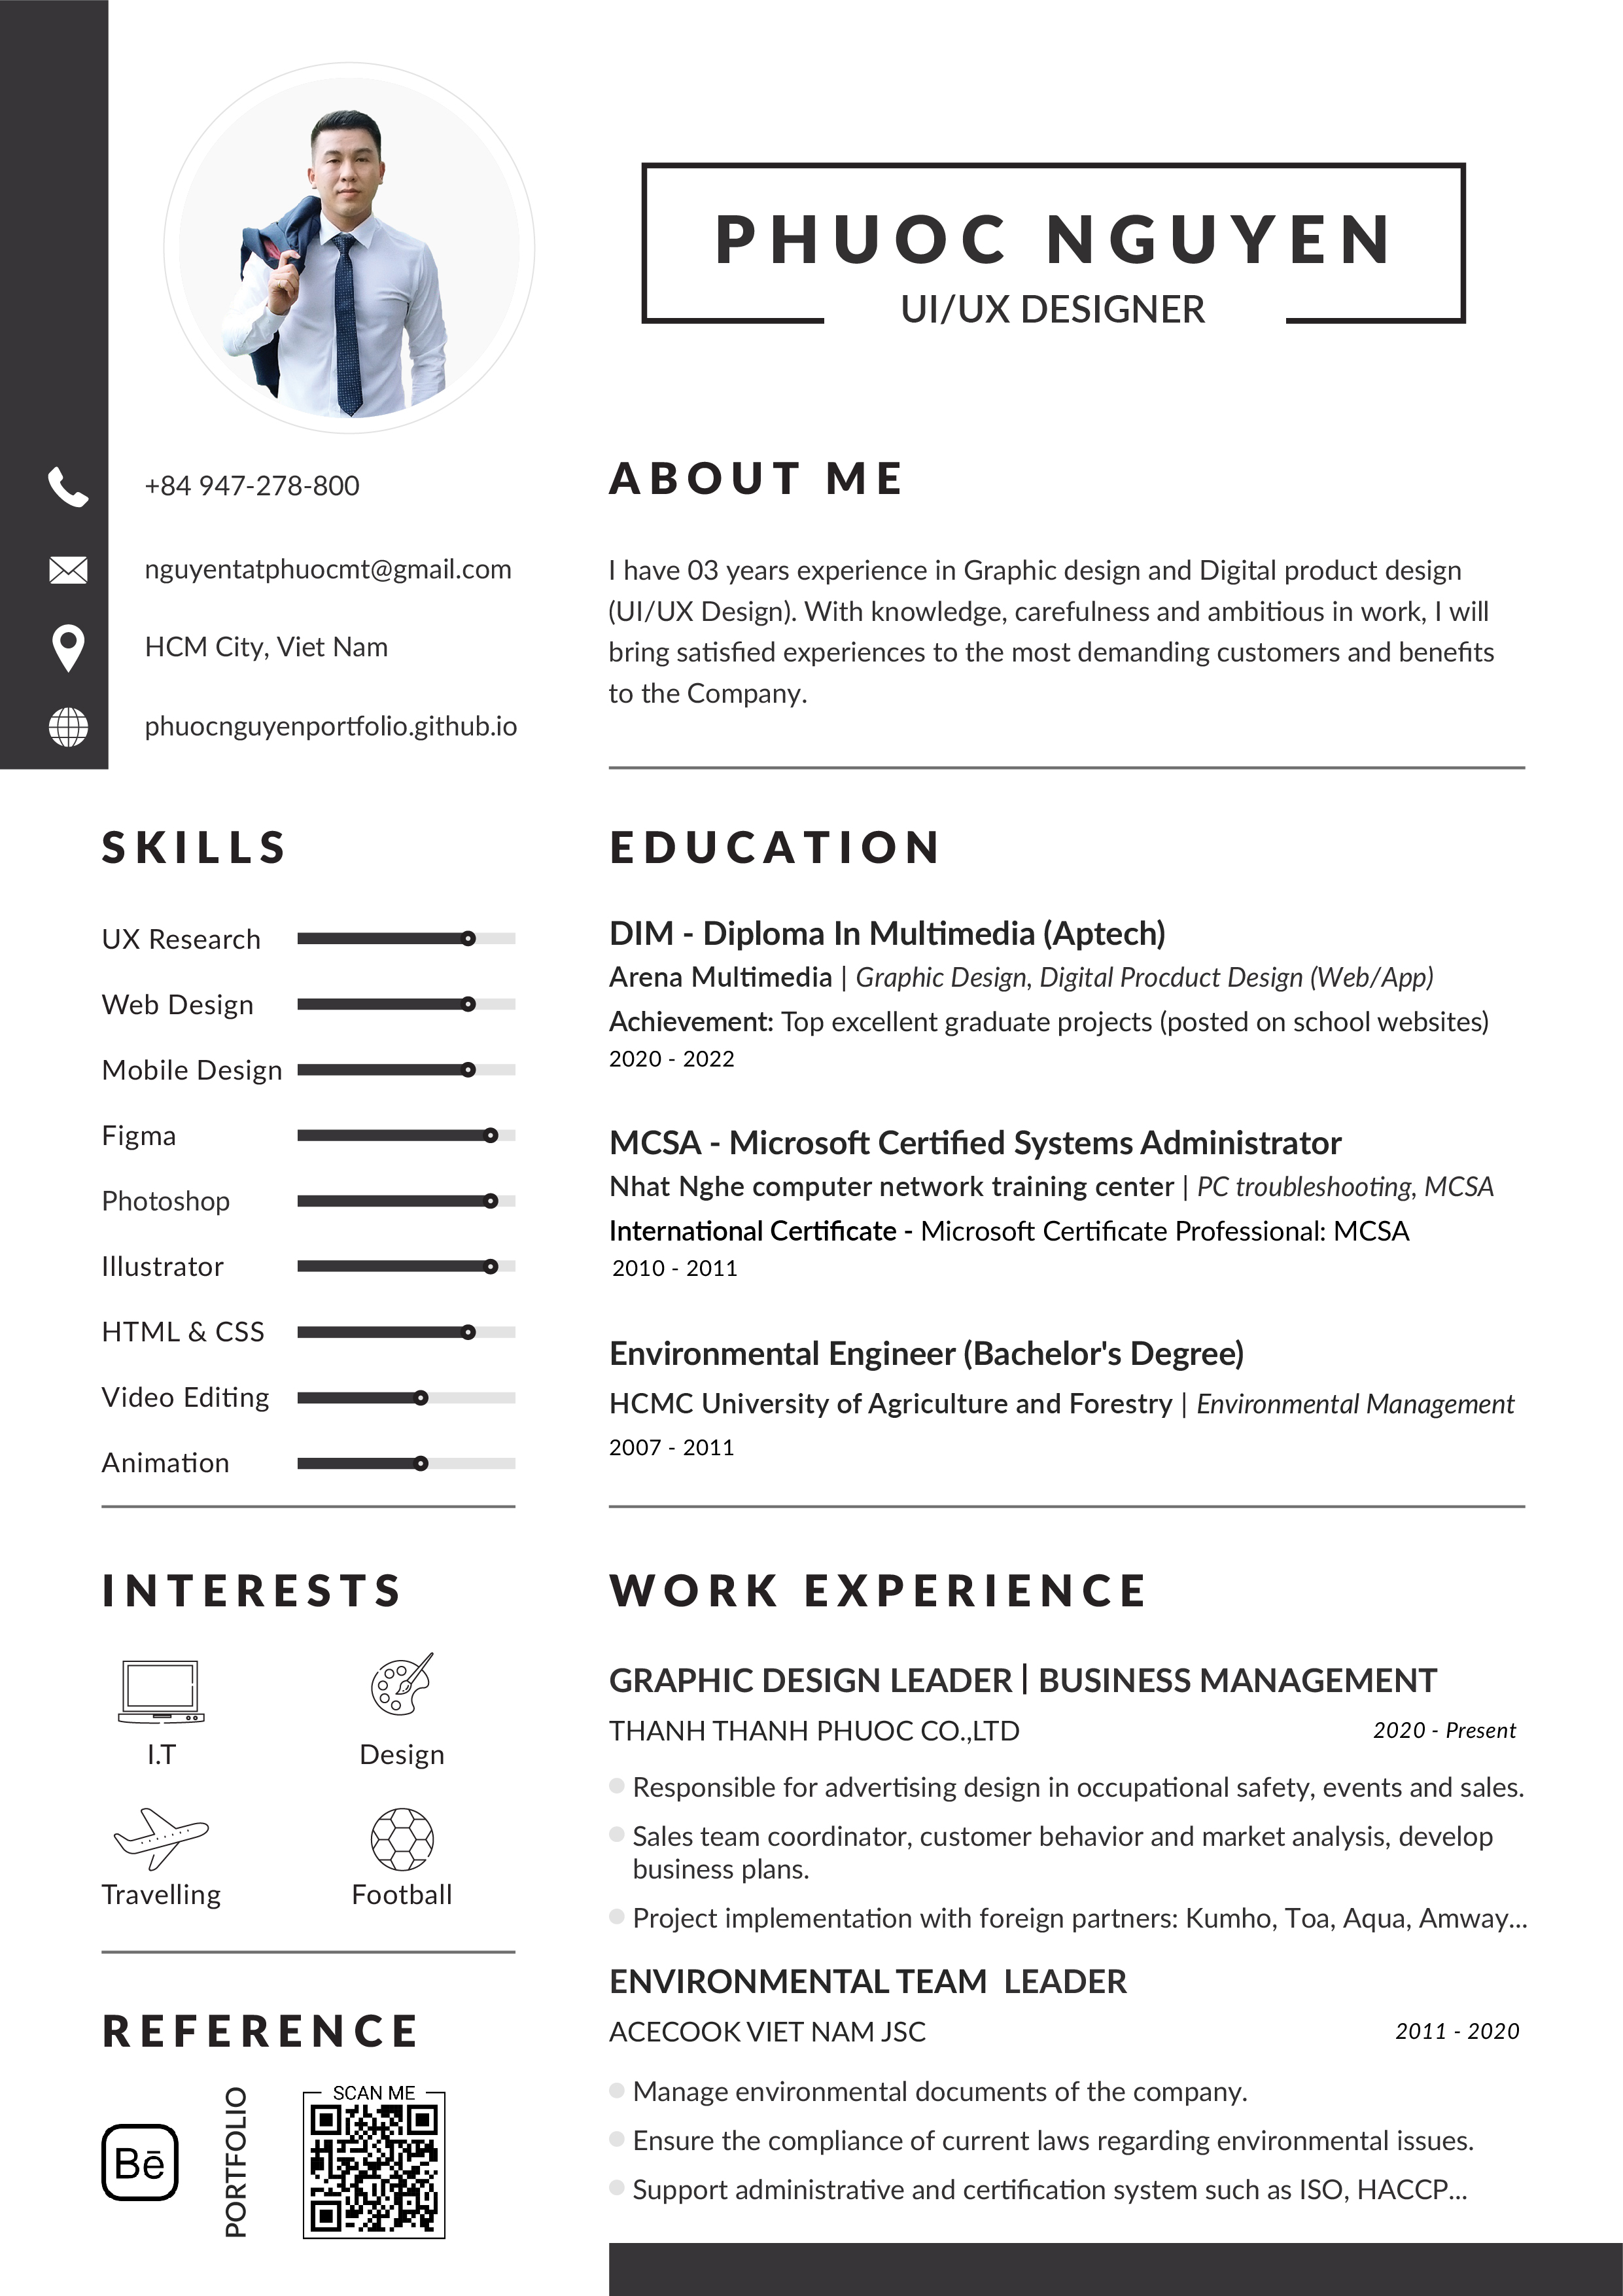 PHUOC NGUYEN
UI/UX DESIGNER
+84 947-278-800
nguyentatphuocmt@gmail.com
HCM City, Viet Nam
phuocnguyenportfolio.github.io
ABOUT ME
I have 03 years experience in Graphic design and Digital product design
(UI/UX Design). With knowledge, carefulness and ambitious in work, I will
bring satisfied experiences to the most demanding customers and benefits
to the Company.
SKILLS
UX Research
Web Design
Mobile Design
Figma
Photoshop
Illustrator
HTML & CSS
Video Editing
Animation
EDUCATION
DIM - Diploma In Multimedia (Aptech)
Arena Multimedia | Graphic Design, Digital Procduct Design (Web/App)
Achievement: Top excellent graduate projects (posted on school websites)
2020 - 2022
MCSA - Microsoft Certified Systems Administrator
Nhat Nghe computer network training center | PC troubleshooting, MCSA
International Certificate - Microsoft Certificate Professional: MCSA
2010 - 2011
Environmental Engineer (Bachelor's Degree)
HCMC University of Agriculture and Forestry | Environmental Management
2007 - 2011
INTERESTS
I.T
Design
Travelling
Football
REFERENCE
Bē
PORTFOLIO
SCAN ME
WORK EXPERIENCE
GRAPHIC DESIGN LEADER | BUSINESS MANAGEMENT
THANH THANH PHUOC CO.,LTD 2020 - Present
Responsible for advertising design in occupational safety, events and sales.
Sales team coordinator, customer behavior and market analysis, develop
business plans.
Project implementation with foreign partners: Kumho, Toa, Aqua, Amway...
ENVIRONMENTAL TEAM LEADER
ACECOOK VIET NAM JSC 2011 - 2020
Manage environmental documents of the company.
Ensure the compliance of current laws regarding environmental issues.
Support administrative and certification system such as ISO, HACCP...